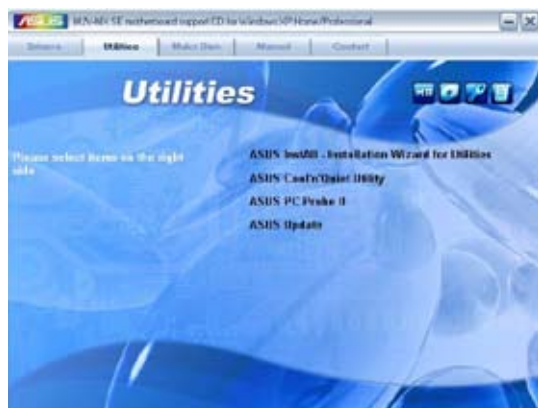 ASUS M2N-MX SE motherboard support CD for Windows XP Home/Professional
Drivers Utilities Make Disk Manual Contact
Utilities
Please select items on the right side
ASUS InstAll - Installation Wizard for Utilities
ASUS Cool'n'Quiet Utility
ASUS PC Probe II
ASUS Update